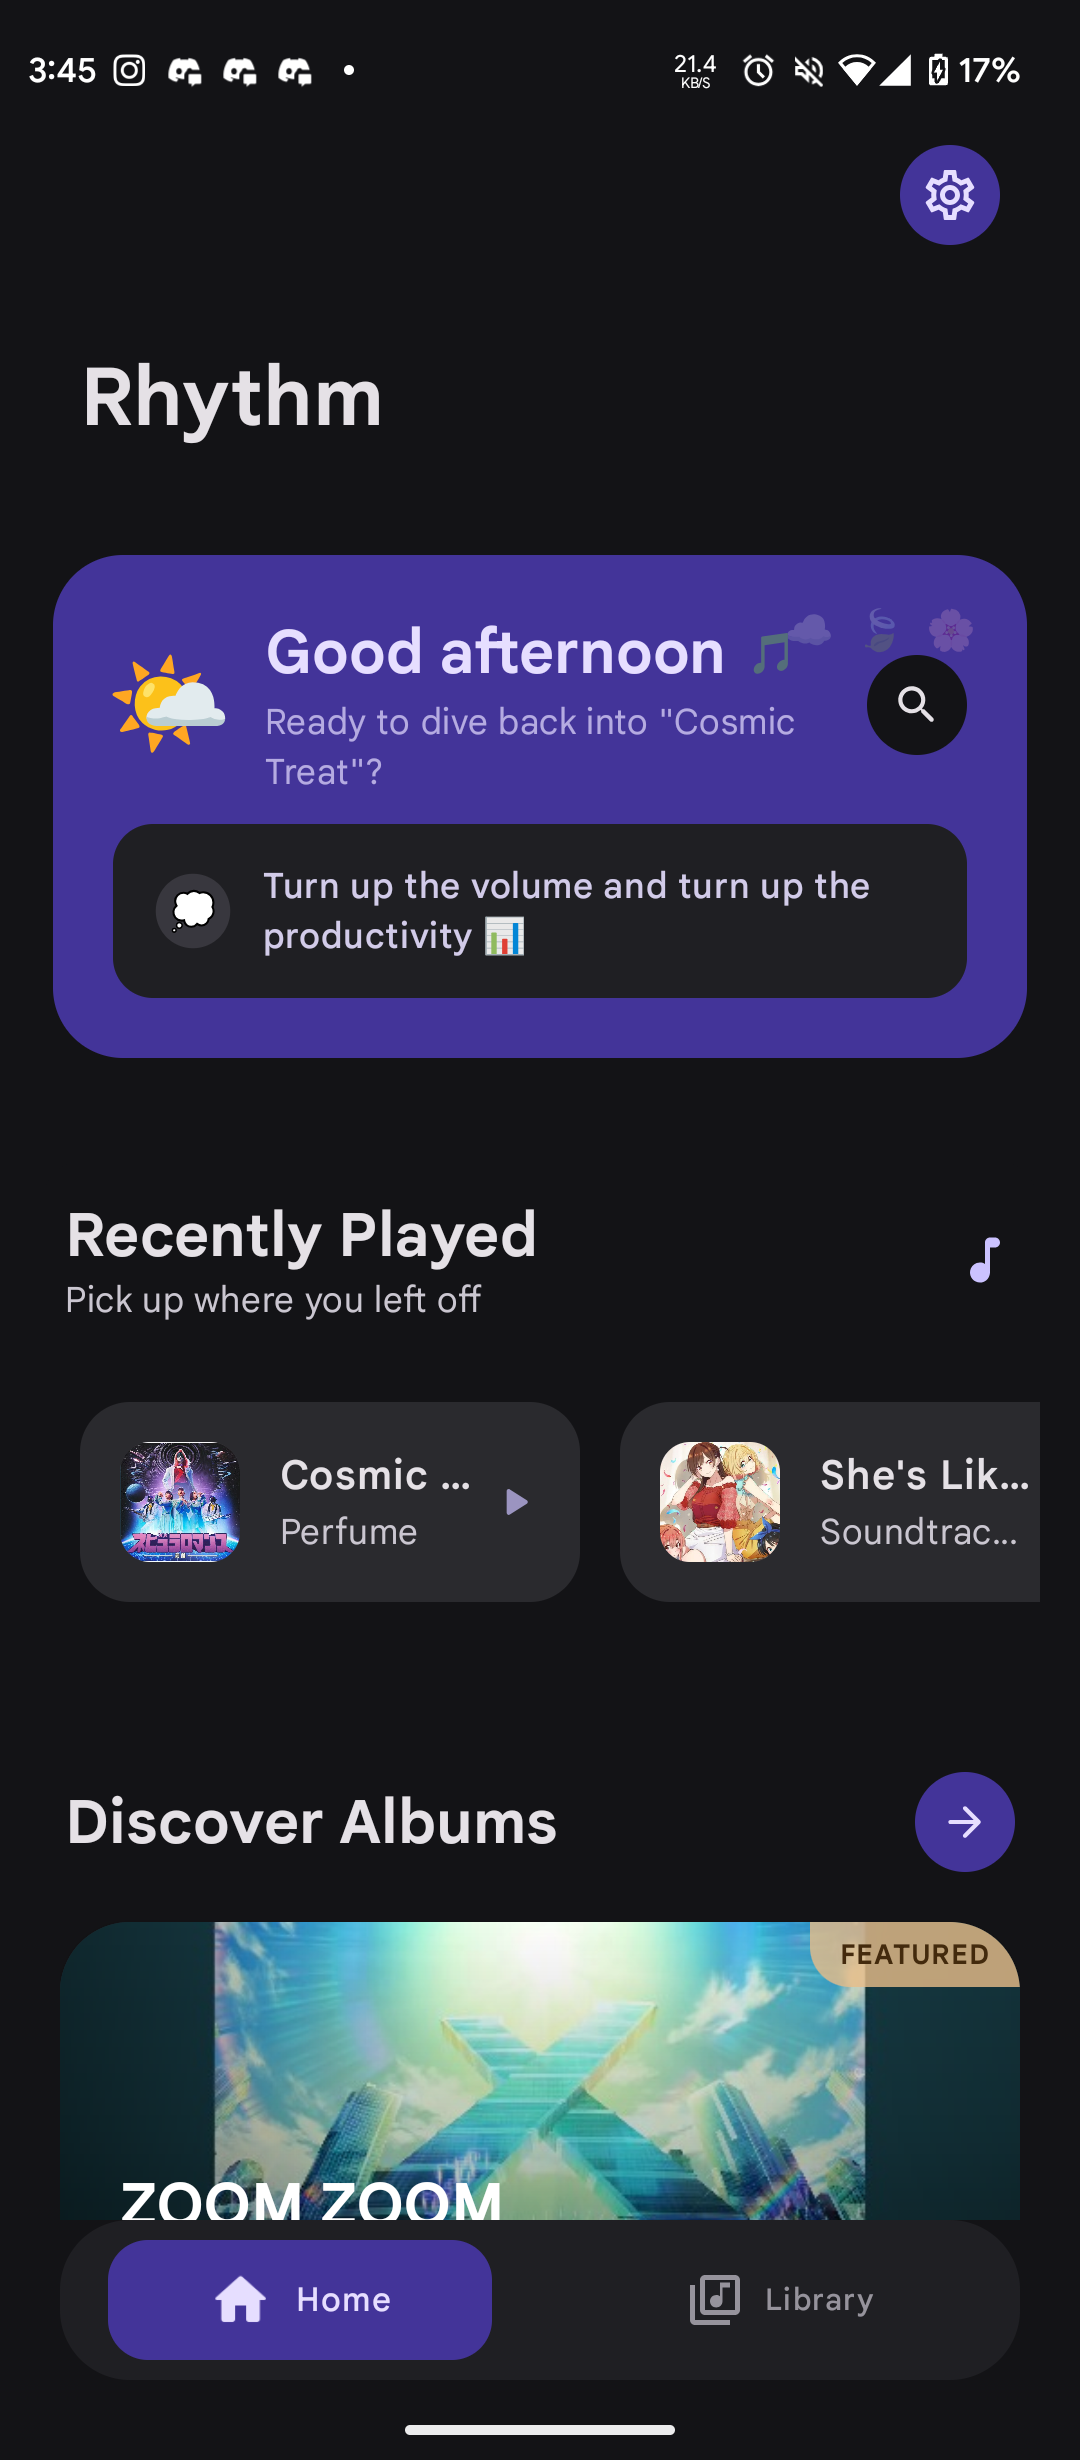 3:45
21.4
KB/S
17%
Rhythm
Good afternoon
Ready to dive back into "Cosmic
Treat"?
Turn up the volume and turn up the
productivity 📊
Recently Played
Pick up where you left off
Cosmic ...
Perfume
She's Lik...
Soundtrac...
Discover Albums
FEATURED
ZOOM ZOOM
Home
Library